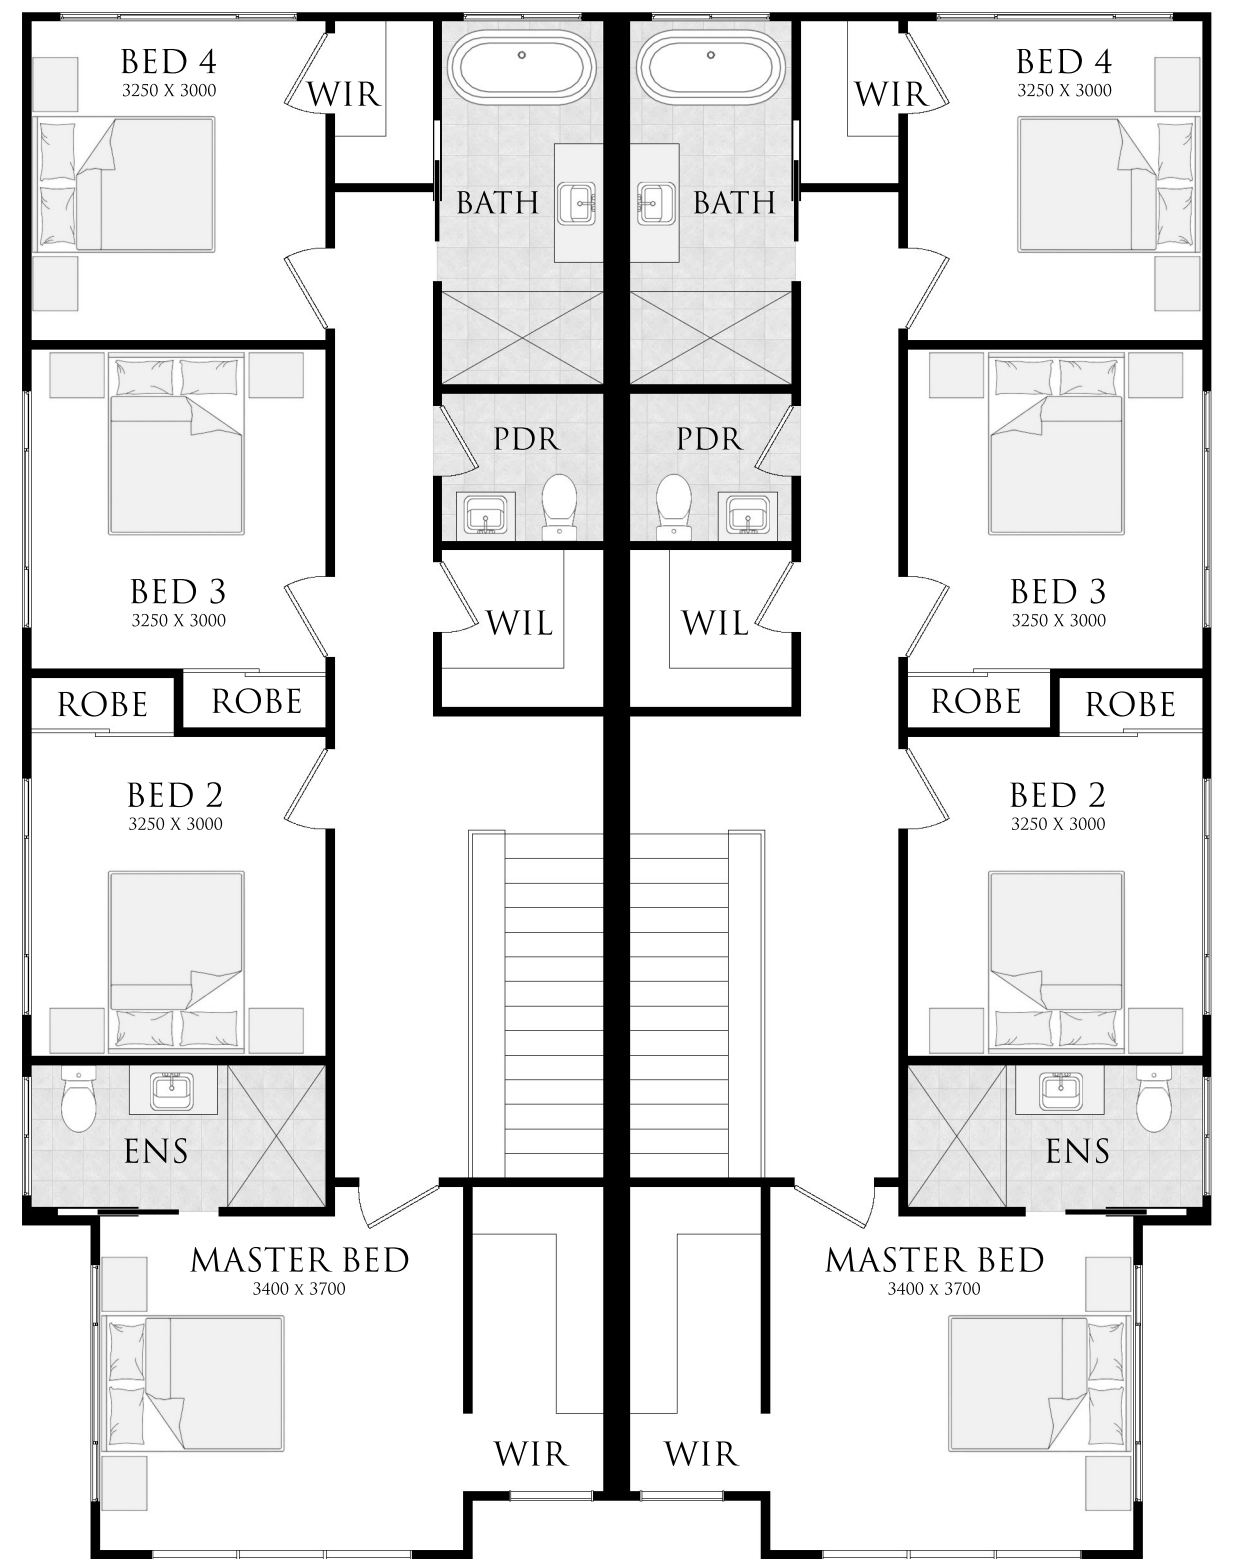 BED 4
3250 X 3000
WIR
WIR
BED 4
3250 X 3000
BATH
BATH
PDR
PDR
BED 3
3250 X 3000
WIL
WIL
BED 3
3250 X 3000
ROBE
ROBE
ROBE
ROBE
BED 2
3250 X 3000
BED 2
3250 X 3000
ENS
ENS
MASTER BED
3400 X 3700
MASTER BED
3400 X 3700
WIR
WIR